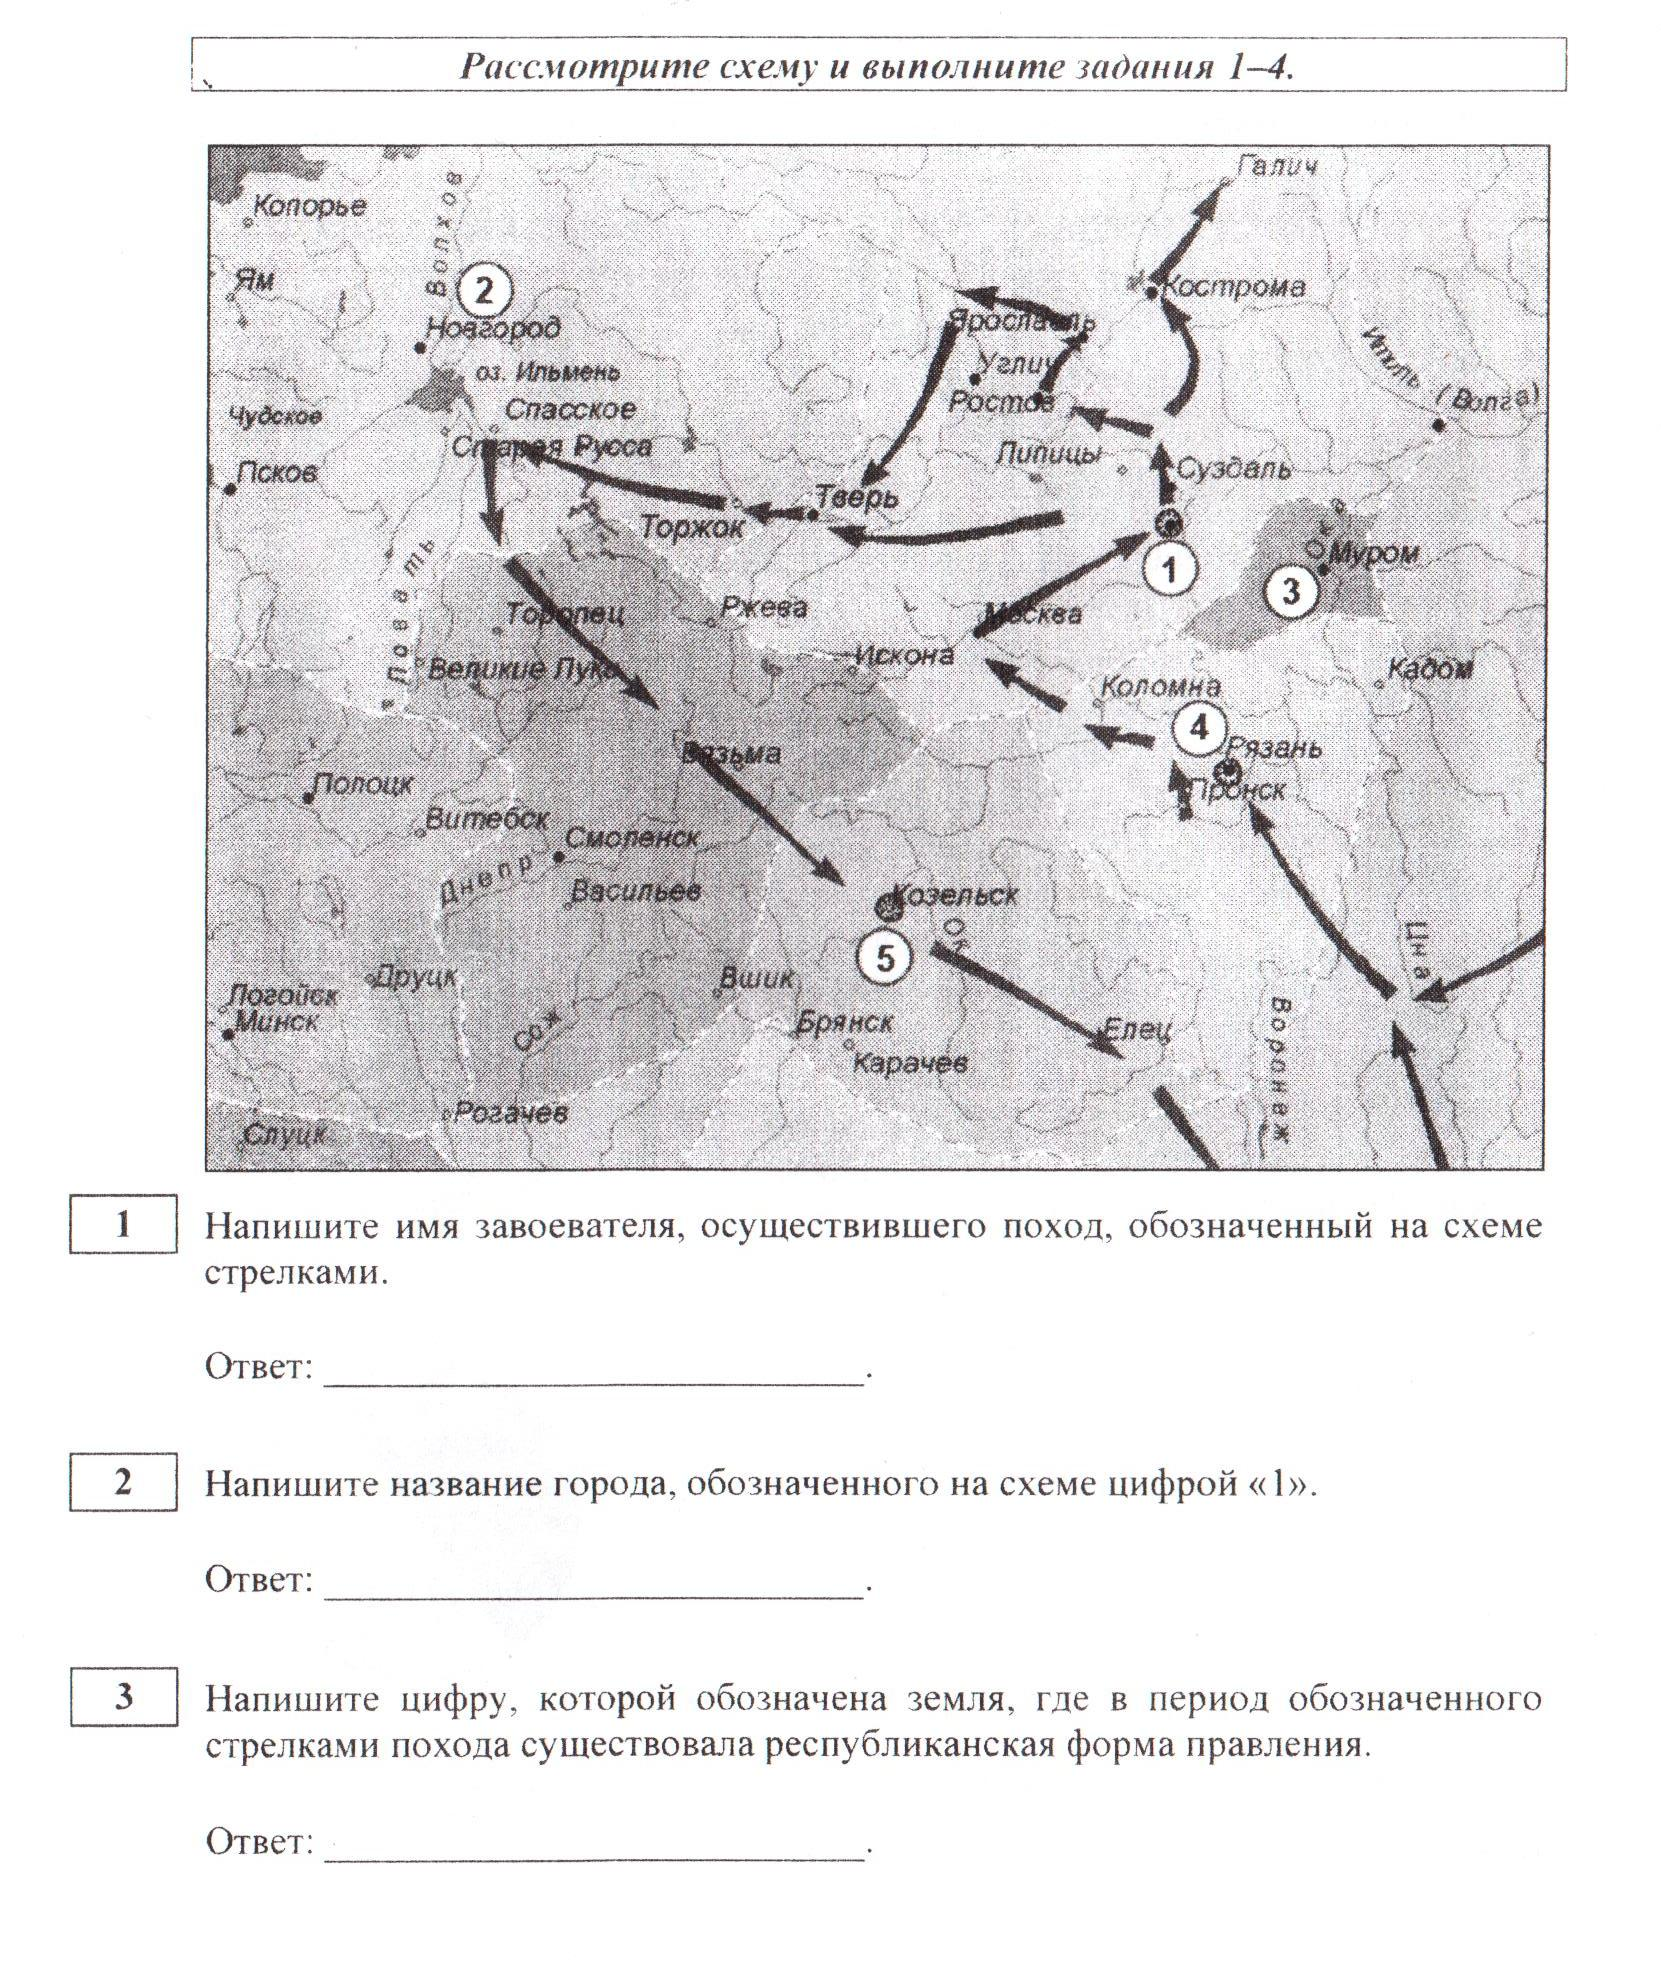 Рассмотрите схему и выполните задания 1–4.
Галич
Копорье
Волхов
Ям
2
Кострома
Новгород
Ярославль
оз. Ильмень
Углич
Итиль (Волга)
Чудское
Спасское
Ростов
Старая Русса
Липицы
Суздаль
Псков
Тверь
Торжок
Ока
Муром
1
3
Ловать
Торопец
Ржева
Москва
Великие Луки
Искона
Кадом
Коломна
4
Рязань
Вязьма
Пронск
Полоцк
Витебск
Смоленск
Днепр
Васильев
Козельск
Ок
5
Цна
Друцк
Вщиж
Логойск
Минск
Сож
Брянск
Елец
Воронеж
Карачев
Рогачев
Слуцк
1
Напишите имя завоевателя, осуществившего поход, обозначенный на схеме
стрелками.
Ответ: .
2
Напишите название города, обозначенного на схеме цифрой «1».
Ответ: .
3
Напишите цифру, которой обозначена земля, где в период обозначенного
стрелками похода существовала республиканская форма правления.
Ответ: .